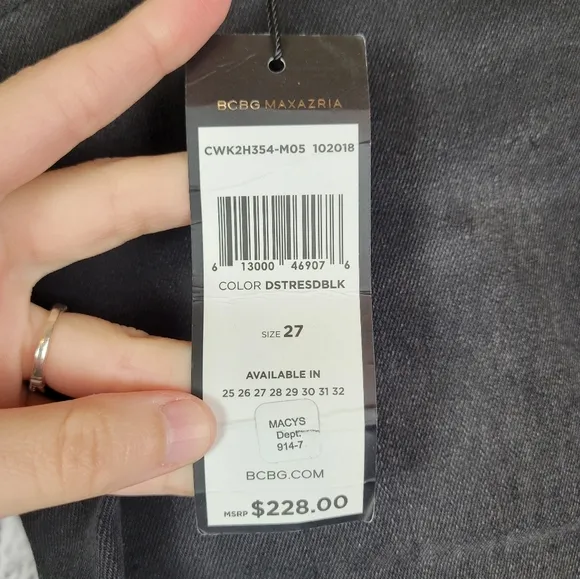 BCBG MAXAZRIA
CWK2H354-M05 102018
6 13000 46907 6
COLOR DSTRESDBLK
SIZE 27
AVAILABLE IN
25 26 27 28 29 30 31 32
MACYS
Dept:
914-7
BCBG.COM
MSRP $228.00